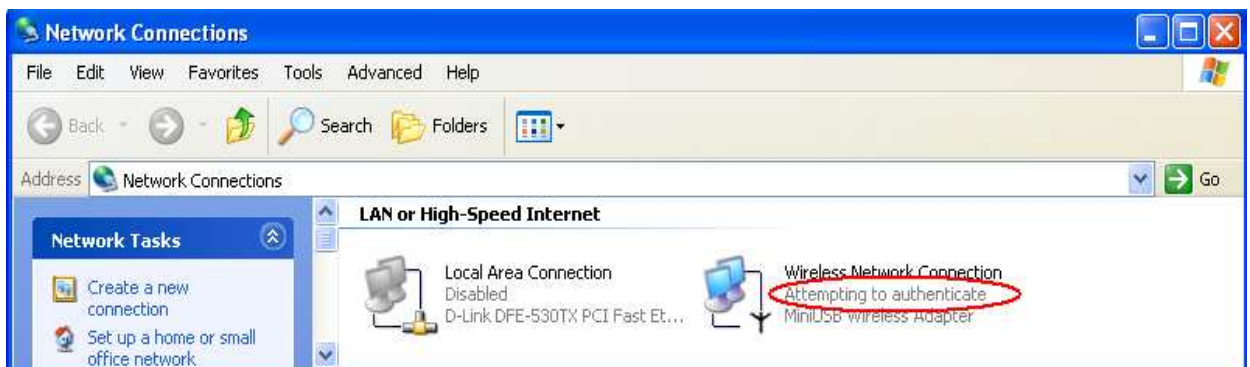 Network Connections
File Edit View Favorites Tools Advanced Help
Back Search Folders
Address Network Connections Go
Network Tasks
Create a new
connection
Set up a home or small
office network
LAN or High-Speed Internet
Local Area Connection
Disabled
D-Link DFE-530TX PCI Fast Et...
Wireless Network Connection
Attempting to authenticate
MiniUSB Wireless Adapter